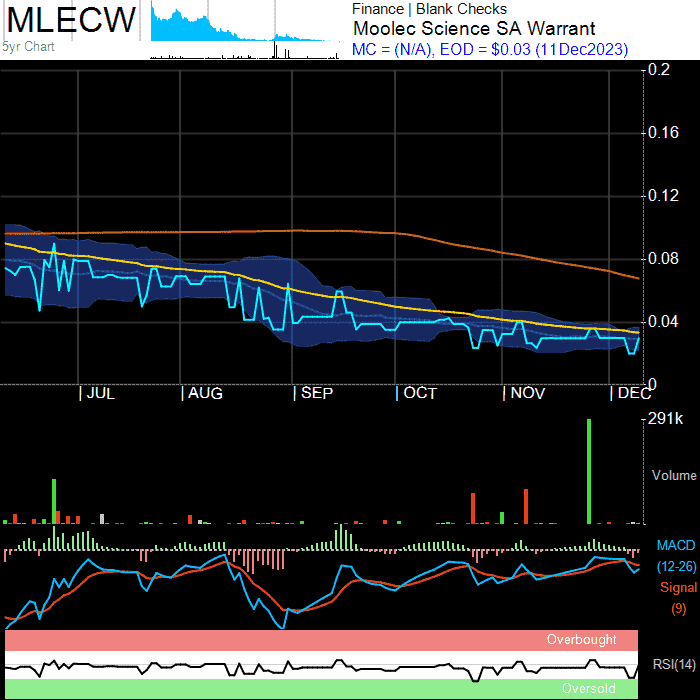 MLECW
5yr Chart
Finance | Blank Checks
Moolec Science SA Warrant
MC = (N/A), EOD = $0.03 (11Dec2023)
0.2
0.16
0.12
0.08
0.04
0
| JUL | AUG | SEP | OCT | NOV | DEC
291k
Volume
MACD
(12-26)
Signal
(9)
Overbought
RSI(14)
Oversold